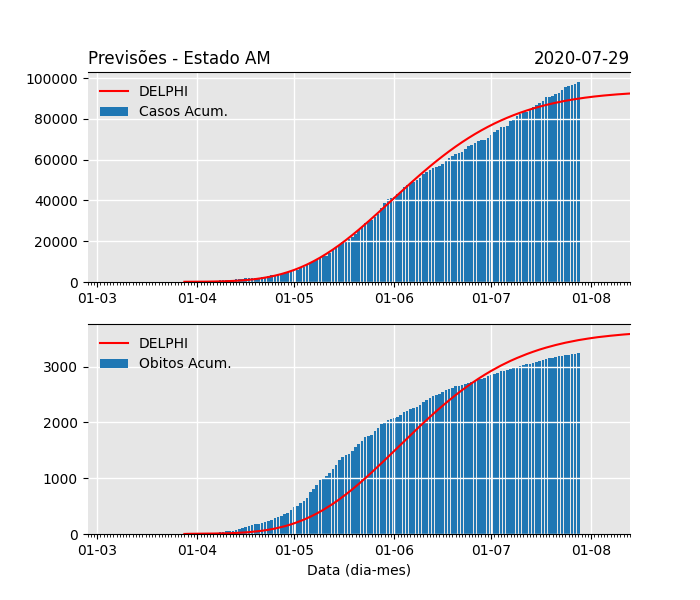 Previsões - Estado AM 2020-07-29
DELPHI
Casos Acum.
100000
80000
60000
40000
20000
0
01-03 01-04 01-05 01-06 01-07 01-08
DELPHI
Obitos Acum.
3000
2000
1000
0
01-03 01-04 01-05 01-06 01-07 01-08
Data (dia-mes)